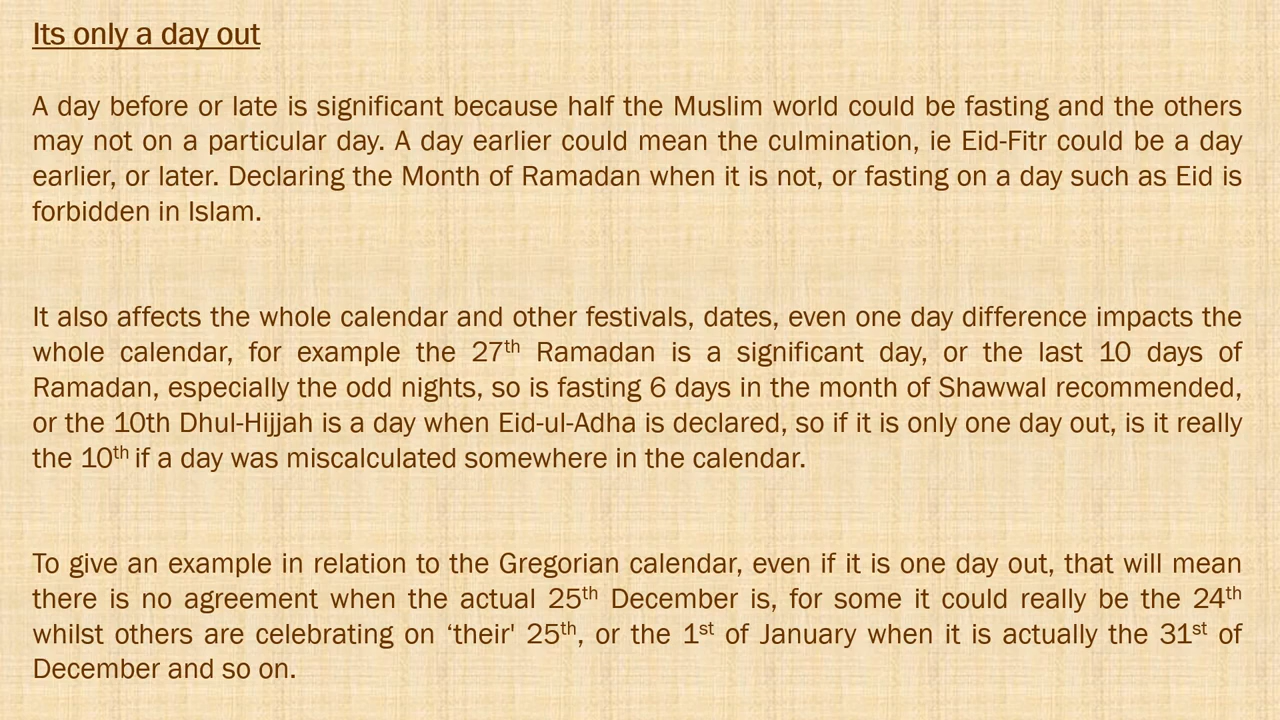 Its only a day out
A day before or late is significant because half the Muslim world could be fasting and the others
may not on a particular day. A day earlier could mean the culmination, ie Eid-Fitr could be a day
earlier, or later. Declaring the Month of Ramadan when it is not, or fasting on a day such as Eid is
forbidden in Islam.
It also affects the whole calendar and other festivals, dates, even one day difference impacts the
whole calendar, for example the 27th Ramadan is a significant day, or the last 10 days of
Ramadan, especially the odd nights, so is fasting 6 days in the month of Shawwal recommended,
or the 10th Dhul-Hijjah is a day when Eid-ul-Adha is declared, so if it is only one day out, is it really
the 10th if a day was miscalculated somewhere in the calendar.
To give an example in relation to the Gregorian calendar, even if it is one day out, that will mean
there is no agreement when the actual 25th December is, for some it could really be the 24th
whilst others are celebrating on ‘their' 25th, or the 1st of January when it is actually the 31st of
December and so on.